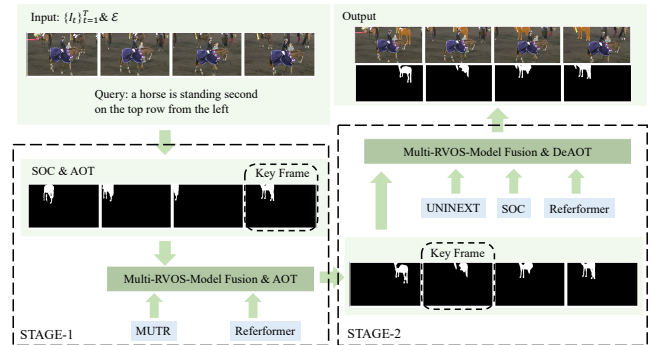 Input: {I_t}_{t=1}^T & ℰ
Query: a horse is standing second
on the top row from the left
SOC & AOT
Key Frame
Multi-RVOS-Model Fusion & AOT
MUTR
Referformer
STAGE-1
Output
Multi-RVOS-Model Fusion & DeAOT
UNINEXT
SOC
Referformer
Key Frame
STAGE-2